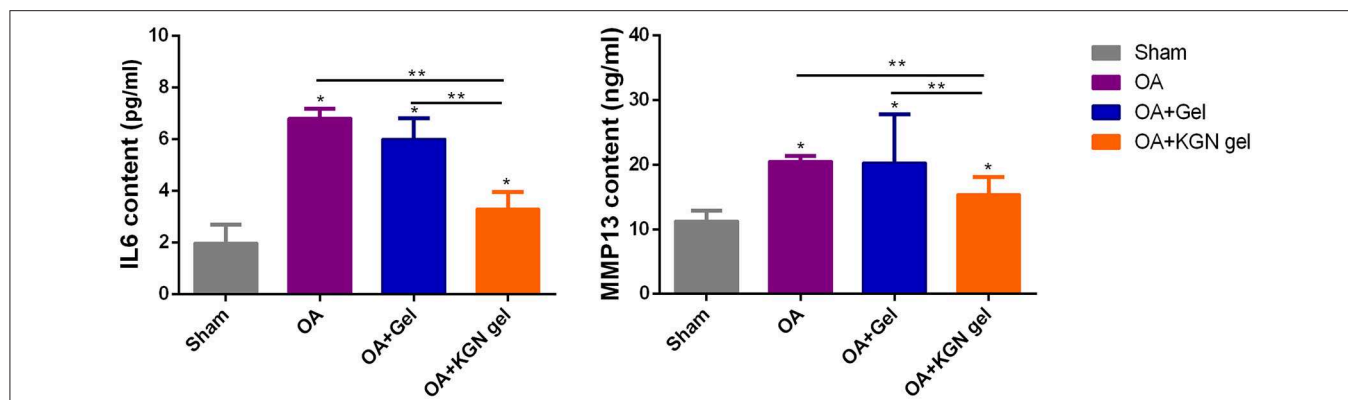 IL6 content (pg/ml)
10
8
6
4
2
0
**
**
*
*
*
Sham
OA
OA+Gel
OA+KGN gel
MMP13 content (ng/ml)
40
30
20
10
0
**
**
*
*
*
Sham
OA
OA+Gel
OA+KGN gel
Sham
OA
OA+Gel
OA+KGN gel